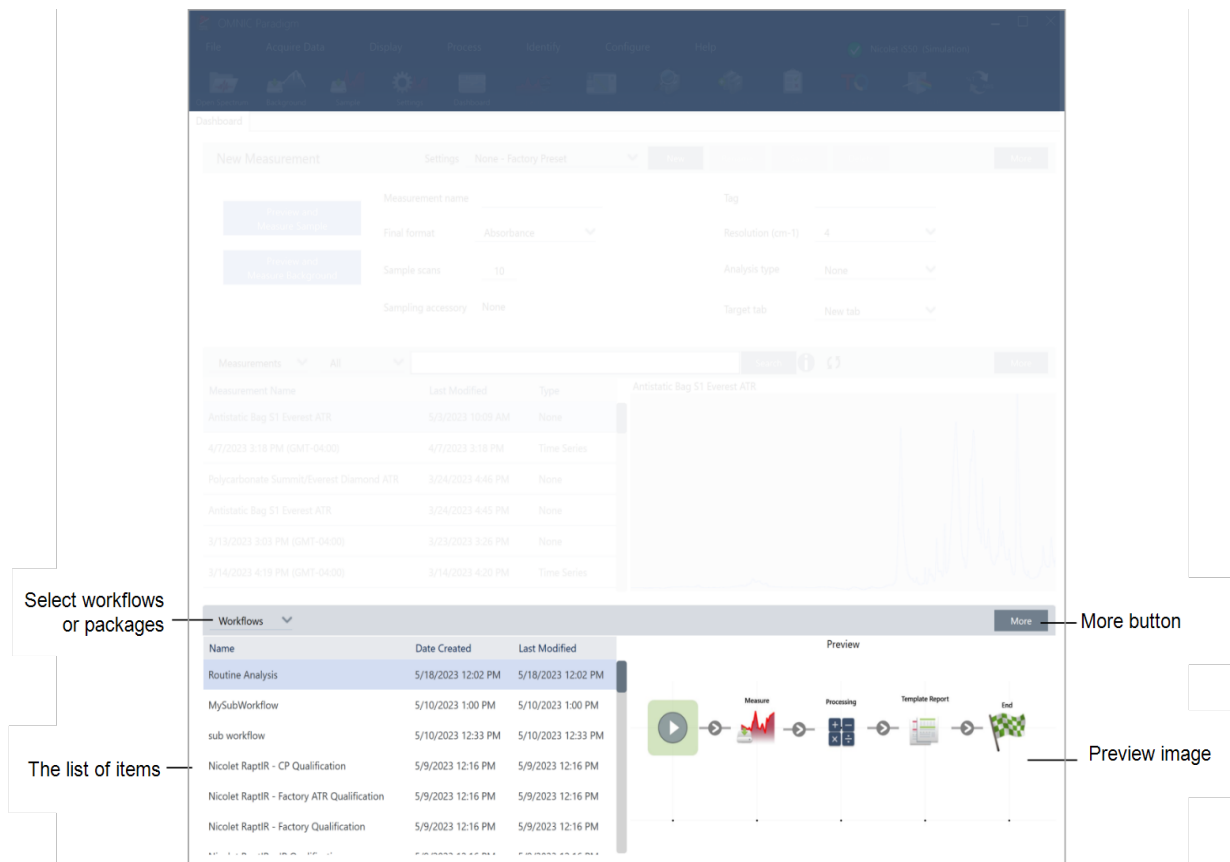 OMNIC Paradigm
File Acquire Data Display Process Identify Configure Help
Dashboard
New Measurement Settings None - Factory Preset More
Measurement name Tag
Final format Absorbance Resolution (cm-1) 4
Sample scans 10 Analysis type None
Sampling accessory None Target tab New tab
Measurements All Search More
Measurement Name Last Modified Type Antistatic Bag S1 Everest ATR
Antistatic Bag S1 Everest ATR 5/3/2023 10:09 AM None
4/7/2023 3:18 PM (GMT-04:00) 4/7/2023 3:18 PM Time Series
Polycarbonate Summit/Everest Diamond ATR 3/24/2023 4:46 PM None
Antistatic Bag S1 Everest ATR 3/24/2023 4:45 PM None
3/13/2023 3:03 PM (GMT-04:00) 3/23/2023 3:26 PM None
3/14/2023 4:19 PM (GMT-04:00) 3/14/2023 4:20 PM Time Series
Select workflows
or packages
Workflows More
More button
Name Date Created Last Modified Preview
Routine Analysis 5/18/2023 12:02 PM 5/18/2023 12:02 PM
MySubWorkflow 5/10/2023 1:00 PM 5/10/2023 1:00 PM
Measure Processing Template Report End
sub workflow 5/10/2023 12:33 PM 5/10/2023 12:33 PM
The list of items
Nicolet RaptIR - CP Qualification 5/9/2023 12:16 PM 5/9/2023 12:16 PM
Preview image
Nicolet RaptIR - Factory ATR Qualification 5/9/2023 12:16 PM 5/9/2023 12:16 PM
Nicolet RaptIR - Factory Qualification 5/9/2023 12:16 PM 5/9/2023 12:16 PM